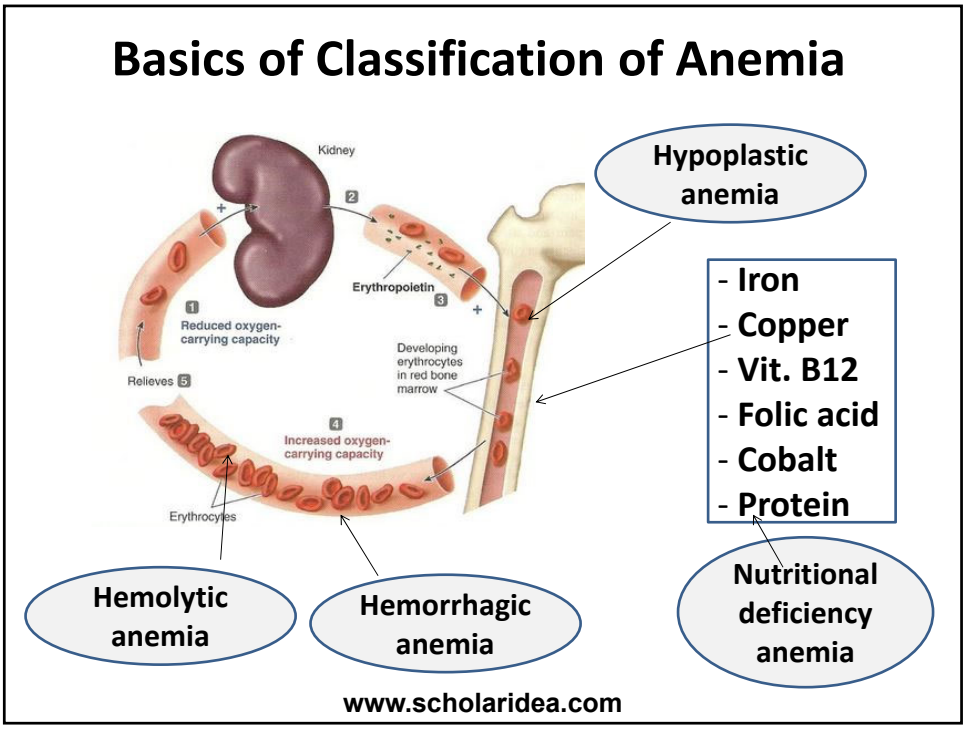 Basics of Classification of Anemia
Kidney
2
+
Hypoplastic
anemia
Erythropoietin
3
+
1
Reduced oxygen-
carrying capacity
- Iron
- Copper
- Vit. B12
- Folic acid
- Cobalt
- Protein
Developing
erythrocytes
in red bone
marrow
Relieves 5
4
Increased oxygen-
carrying capacity
Erythrocytes
Hemolytic
anemia
Hemorrhagic
anemia
Nutritional
deficiency
anemia
www.scholaridea.com